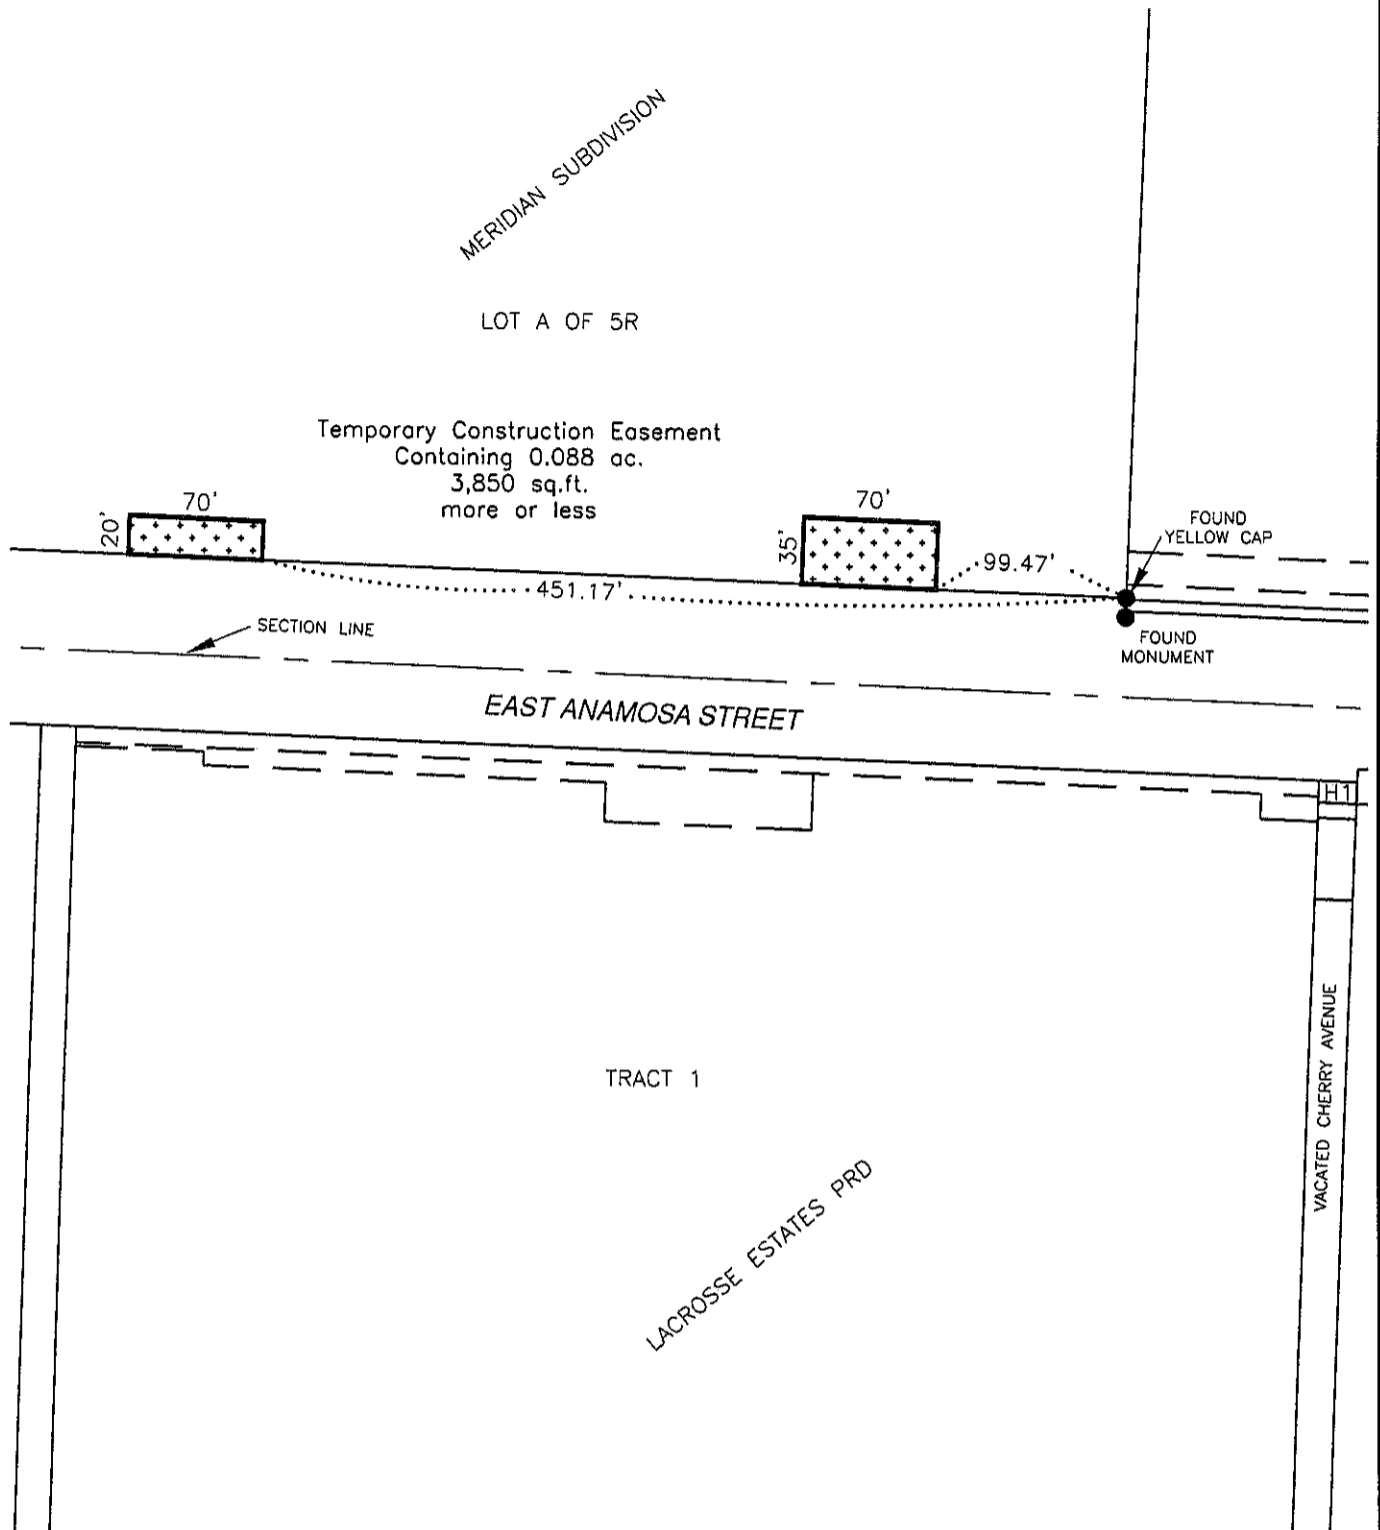 MERIDIAN SUBDIVISION
LOT A OF 5R
Temporary Construction Easement
Containing 0.088 ac.
3,850 sq.ft.
more or less
70'
20'
70'
35'
99.47'
FOUND
YELLOW CAP
451.17'
SECTION LINE
FOUND
MONUMENT
EAST ANAMOSA STREET
H1
TRACT 1
VACATED CHERRY AVENUE
LACROSSE ESTATES PRD